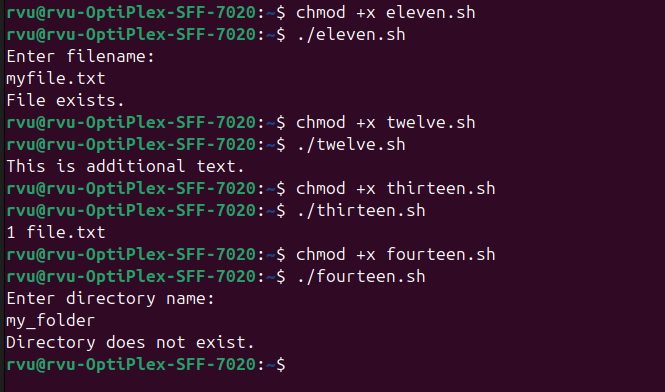 rvu@rvu-OptiPlex-SFF-7020:~$ chmod +x eleven.sh
rvu@rvu-OptiPlex-SFF-7020:~$ ./eleven.sh
Enter filename:
myfile.txt
File exists.
rvu@rvu-OptiPlex-SFF-7020:~$ chmod +x twelve.sh
rvu@rvu-OptiPlex-SFF-7020:~$ ./twelve.sh
This is additional text.
rvu@rvu-OptiPlex-SFF-7020:~$ chmod +x thirteen.sh
rvu@rvu-OptiPlex-SFF-7020:~$ ./thirteen.sh
1 file.txt
rvu@rvu-OptiPlex-SFF-7020:~$ chmod +x fourteen.sh
rvu@rvu-OptiPlex-SFF-7020:~$ ./fourteen.sh
Enter directory name:
my_folder
Directory does not exist.
rvu@rvu-OptiPlex-SFF-7020:~$